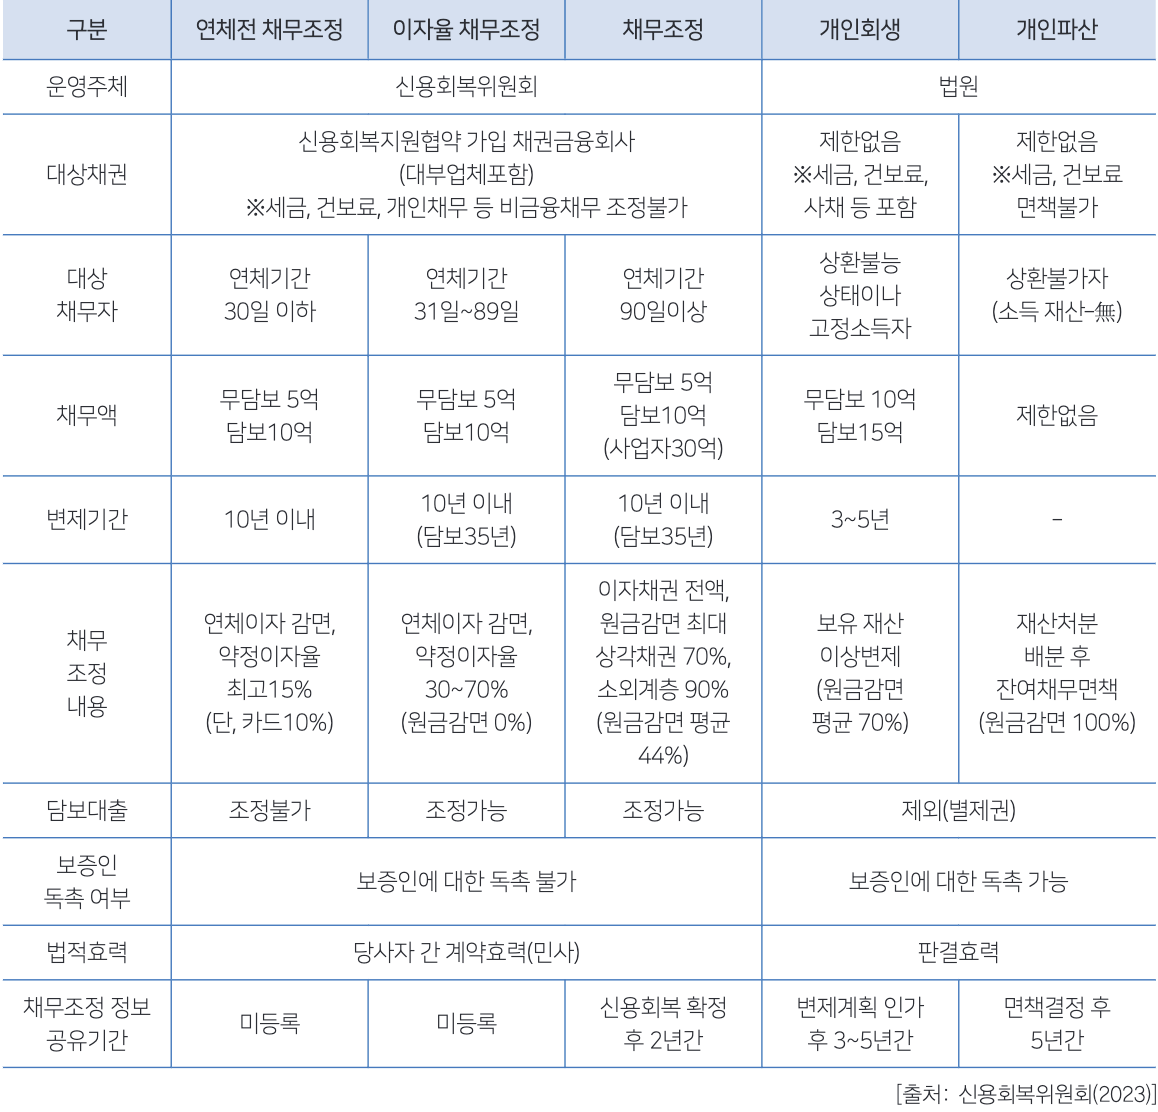 구분 연체전 채무조정 이자율 채무조정 채무조정 개인회생 개인파산
운영주체 신용회복위원회 법원
대상채권
신용회복지원협약 가입 채권금융회사
(대부업체포함)
※세금, 건보료, 개인채무 등 비금융채무 조정불가
제한없음
※세금, 건보료,
사채 등 포함
제한없음
※세금, 건보료
면책불가
대상
채무자
연체기간
30일 이하
연체기간
31일~89일
연체기간
90일이상
상환불능
상태이나
고정소득자
상환불가자
(소득 재산-無)
채무액
무담보 5억
담보10억
무담보 5억
담보10억
무담보 5억
담보10억
(사업자30억)
무담보 10억
담보15억
제한없음
변제기간
10년 이내
10년 이내
(담보35년)
10년 이내
(담보35년)
3~5년
-
채무
조정
내용
연체이자 감면,
약정이자율
최고15%
(단, 카드10%)
연체이자 감면,
약정이자율
30~70%
(원금감면 0%)
이자채권 전액,
원금감면 최대
상각채권 70%,
소외계층 90%
(원금감면 평균
44%)
보유 재산
이상변제
(원금감면
평균 70%)
재산처분
배분 후
잔여채무면책
(원금감면 100%)
담보대출 조정불가 조정가능 조정가능 제외(별제권)
보증인
독촉 여부
보증인에 대한 독촉 불가
보증인에 대한 독촉 가능
법적효력 당사자 간 계약효력(민사) 판결효력
채무조정 정보
공유기간
미등록
미등록
신용회복 확정
후 2년간
변제계획 인가
후 3~5년간
면책결정 후
5년간
[출처: 신용회복위원회(2023)]